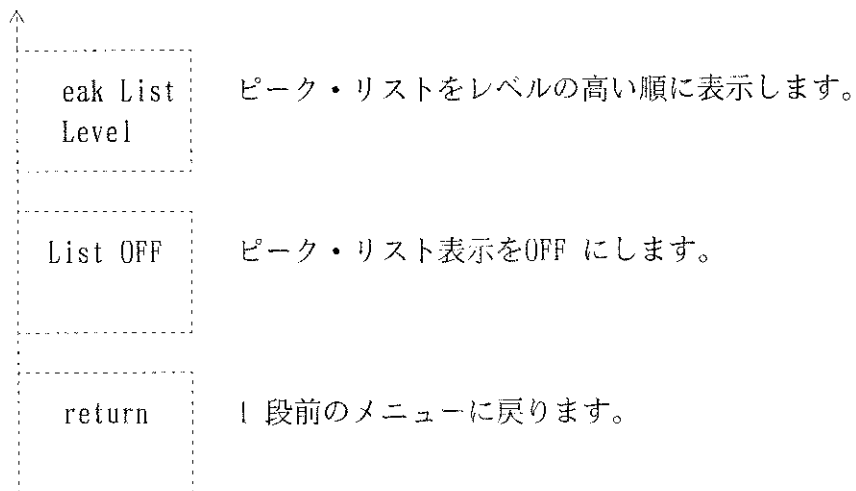 eak List ピーク・リストをレベルの高い順に表示します。
Level
List OFF ピーク・リスト表示をOFF にします。
return 1 段前のメニューに戻ります。